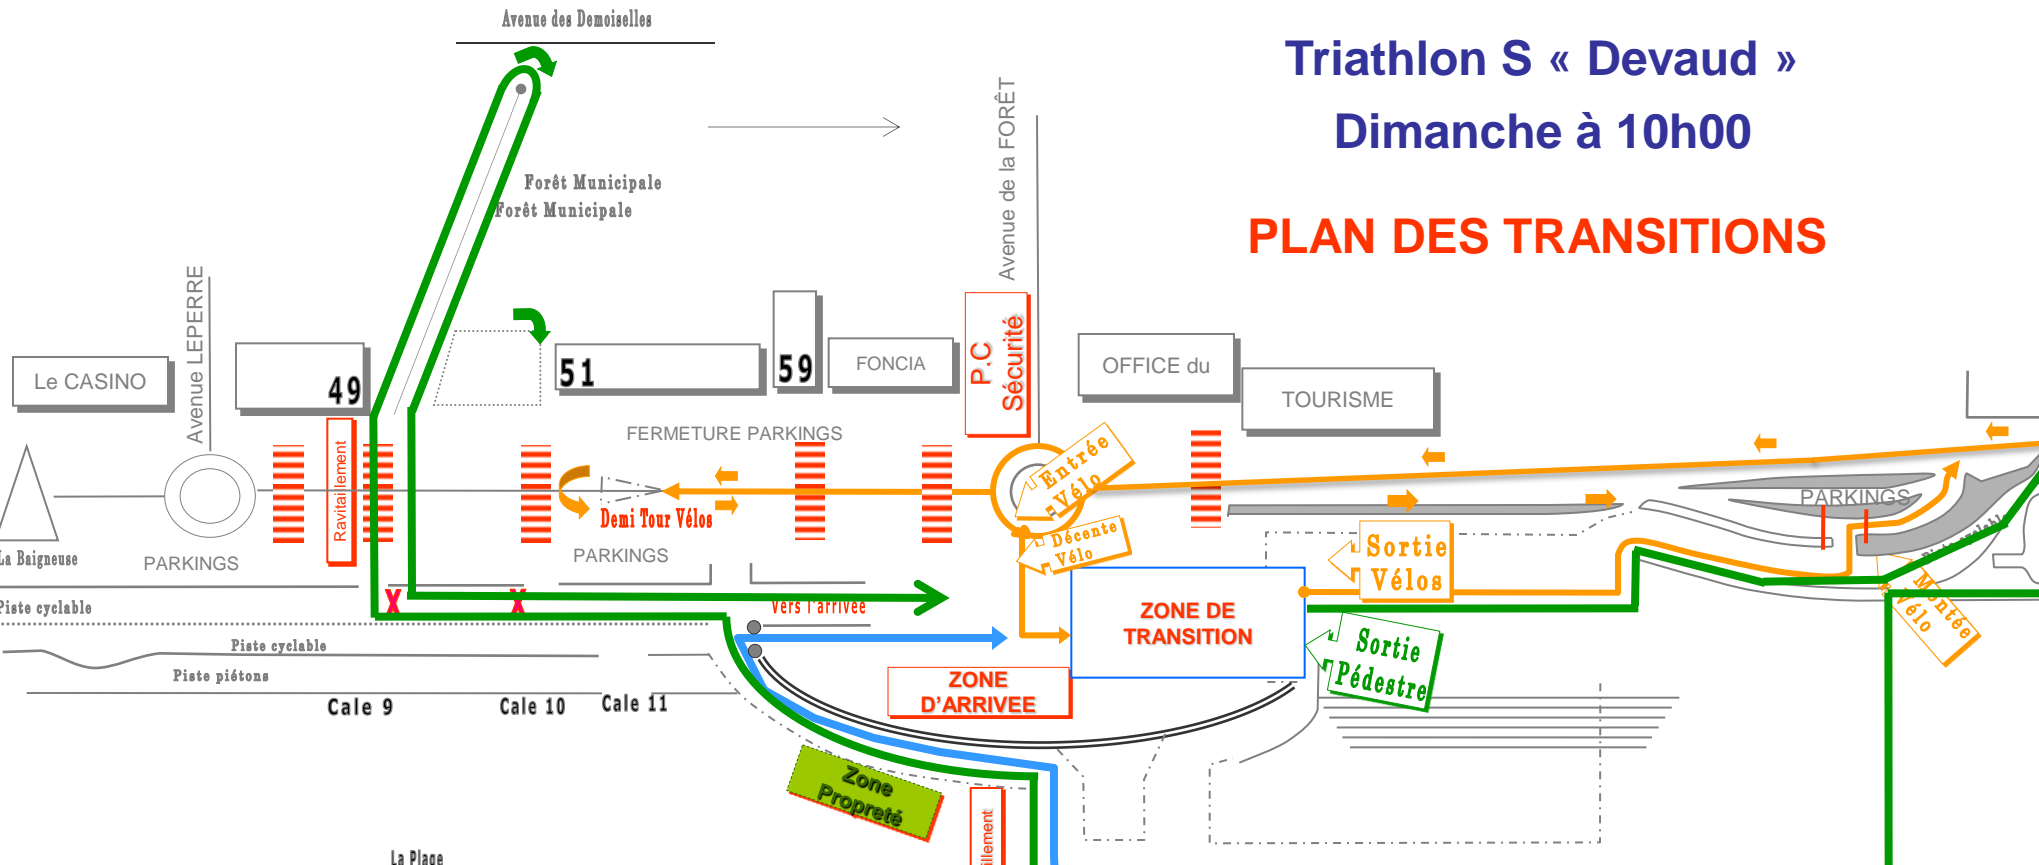 Avenue des Demoiselles
Triathlon S « Devaud »
Dimanche à 10h00
PLAN DES TRANSITIONS
Forêt Municipale
Forêt Municipale
Avenue de la FORÊT
Avenue LEPERRE
Le CASINO
49
51
59
FONCIA
P.C
Sécurité
OFFICE du
TOURISME
Ravitaillement
FERMETURE PARKINGS
Entrée
Vélo
Demi Tour Vélos
Décente
Vélo
PARKINGS
Piste cyclable
La Baigneuse
PARKINGS
PARKINGS
Sortie
Vélos
Montée
Vélo
Piste cyclable
X
X
Vers l'arrivée
ZONE DE
TRANSITION
Piste cyclable
Piste piétons
Sortie
Pédestre
ZONE
D'ARRIVEE
Cale 9
Cale 10
Cale 11
Zone
Propreté
illement
La Plage